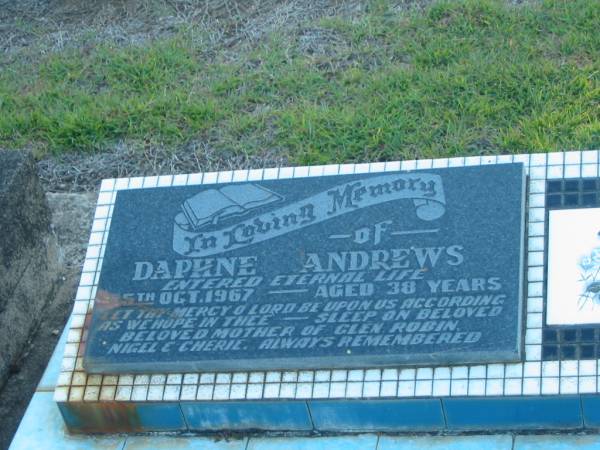 In Loving Memory
— of —
DAPHNE ANDREWS
ENTERED ETERNAL LIFE
5TH OCT. 1967 — AGED 38 YEARS
LET THY MERCY O LORD BE UPON US ACCORDING
AS WE HOPE IN THEE. SLEEP ON BELOVED
BELOVED MOTHER OF GLEN ROBIN
NIGEL & CHERIE. ALWAYS REMEMBERED